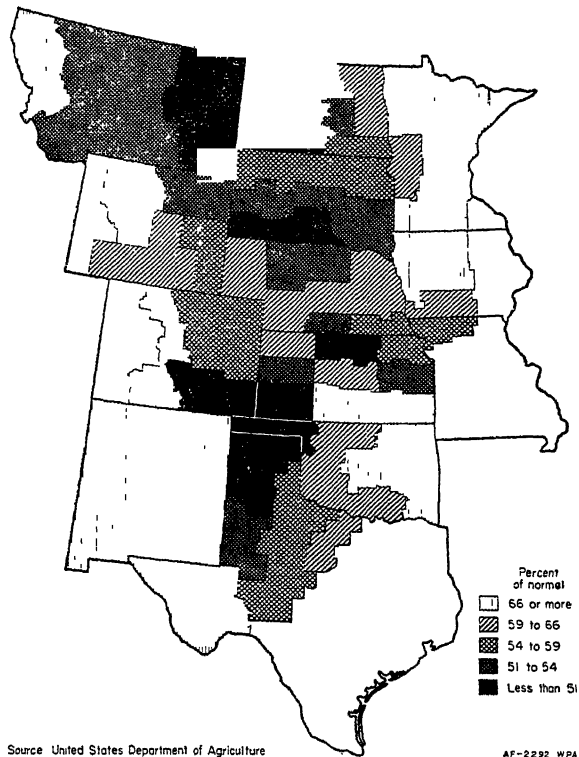 Percent
of normal
66 or more
59 to 66
54 to 59
51 to 54
Less than 51
Source United States Department of Agriculture
AF-2292 WPA